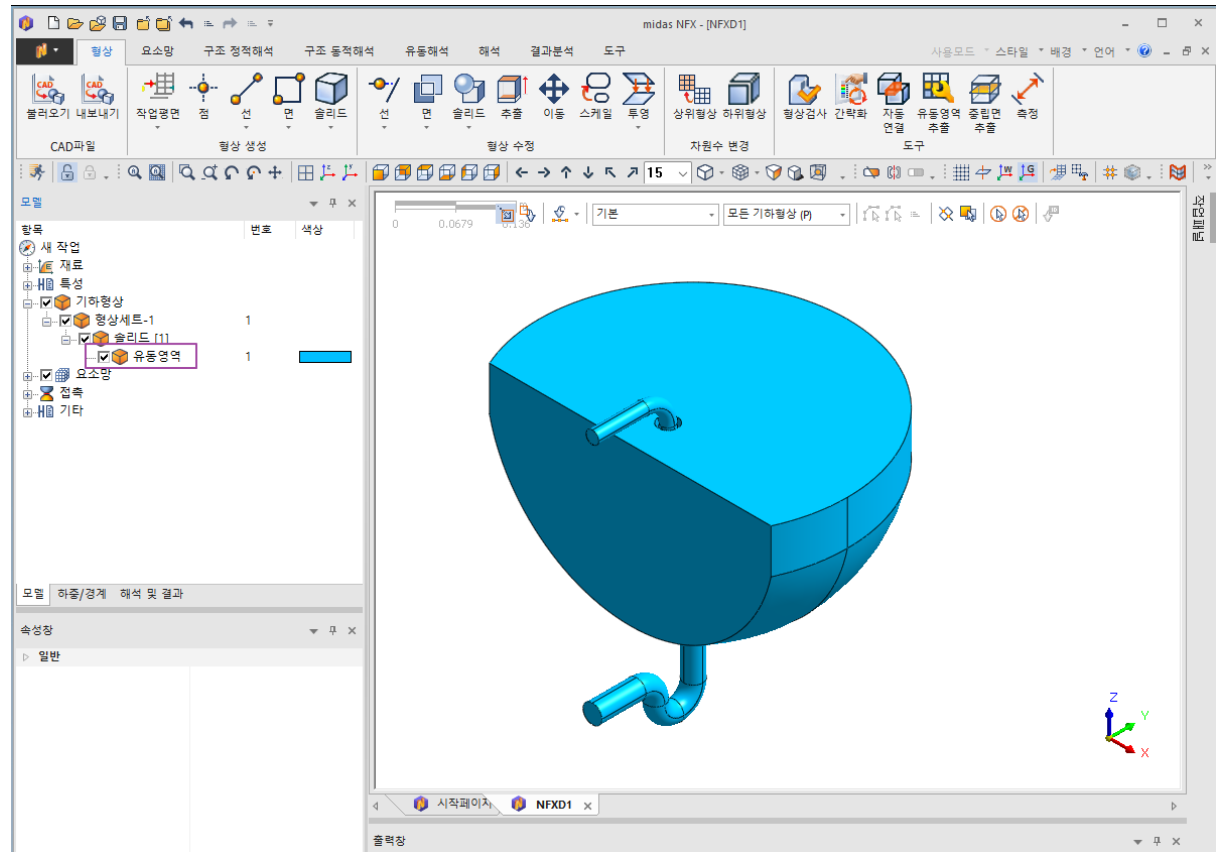 midas NFX - [NFXD1]
형상 요소망 구조 정적해석 구조 동적해석 유동해석 해석 결과분석 도구 사용모드 스타일 배경 언어
불러오기 내보내기 작업평면 점 선 면 솔리드 선 면 솔리드 추출 이동 스케일 투영 상위형상 하위형상 형상검사 간략화 자동 연결 유동영역 추출 중립면 추출 측정
CAD파일 형상 생성 형상 수정 차원수 변경 도구
15
모델
항목 번호 색상
새 작업
재료
특성
기하형상
형상세트-1 1
솔리드 [1]
유동영역 1
요소망
접촉
기타
모델 하중/경계 해석 및 결과
속성창
일반
기본 모든 기하형상 (P)
0 0.0679 0.136
작업패널
Z
Y
X
시작페이지 NFXD1
출력창